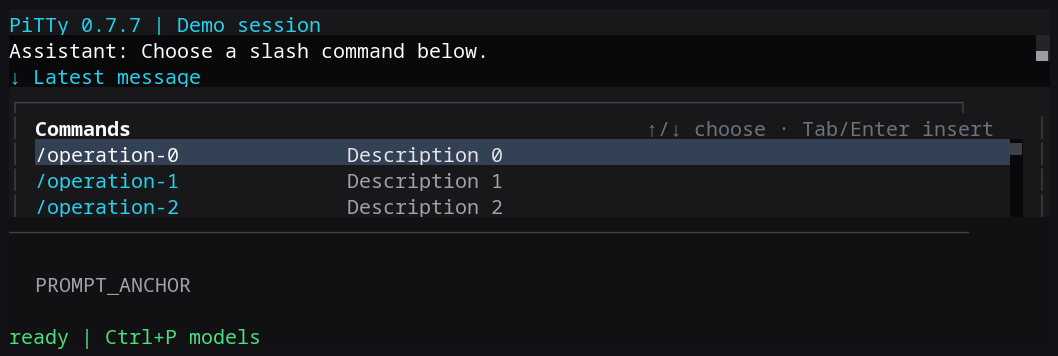 PiTTy 0.7.7 | Demo session
Assistant: Choose a slash command below.
↓ Latest message
Commands ↑/↓ choose · Tab/Enter insert
/operation-0 Description 0
/operation-1 Description 1
/operation-2 Description 2
PROMPT_ANCHOR
ready | Ctrl+P models